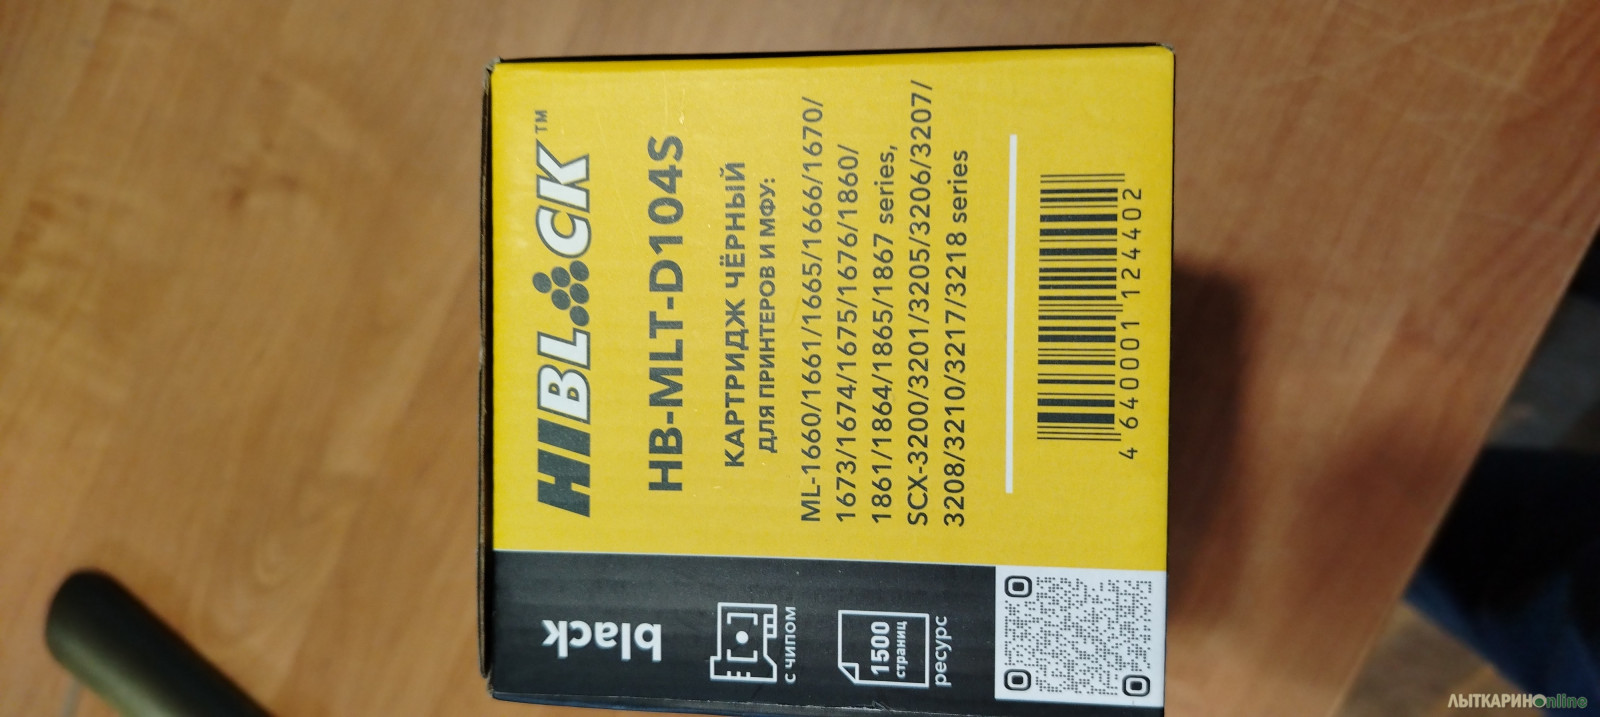 HIBLACK™
HB-MLT-D104S
КАРТРИДЖ ЧЁРНЫЙ
ДЛЯ ПРИНТЕРОВ И МФУ:
ML-1660/1661/1665/1666/1670/
1673/1674/1675/1676/1860/
1861/1864/1865/1867 series,
SCX-3200/3201/3205/3206/3207/
3208/3210/3217/3218 series
4 640001 124402
black
с чипом
1500
страниц
ресурс
ЛЫТКАРИНОnline